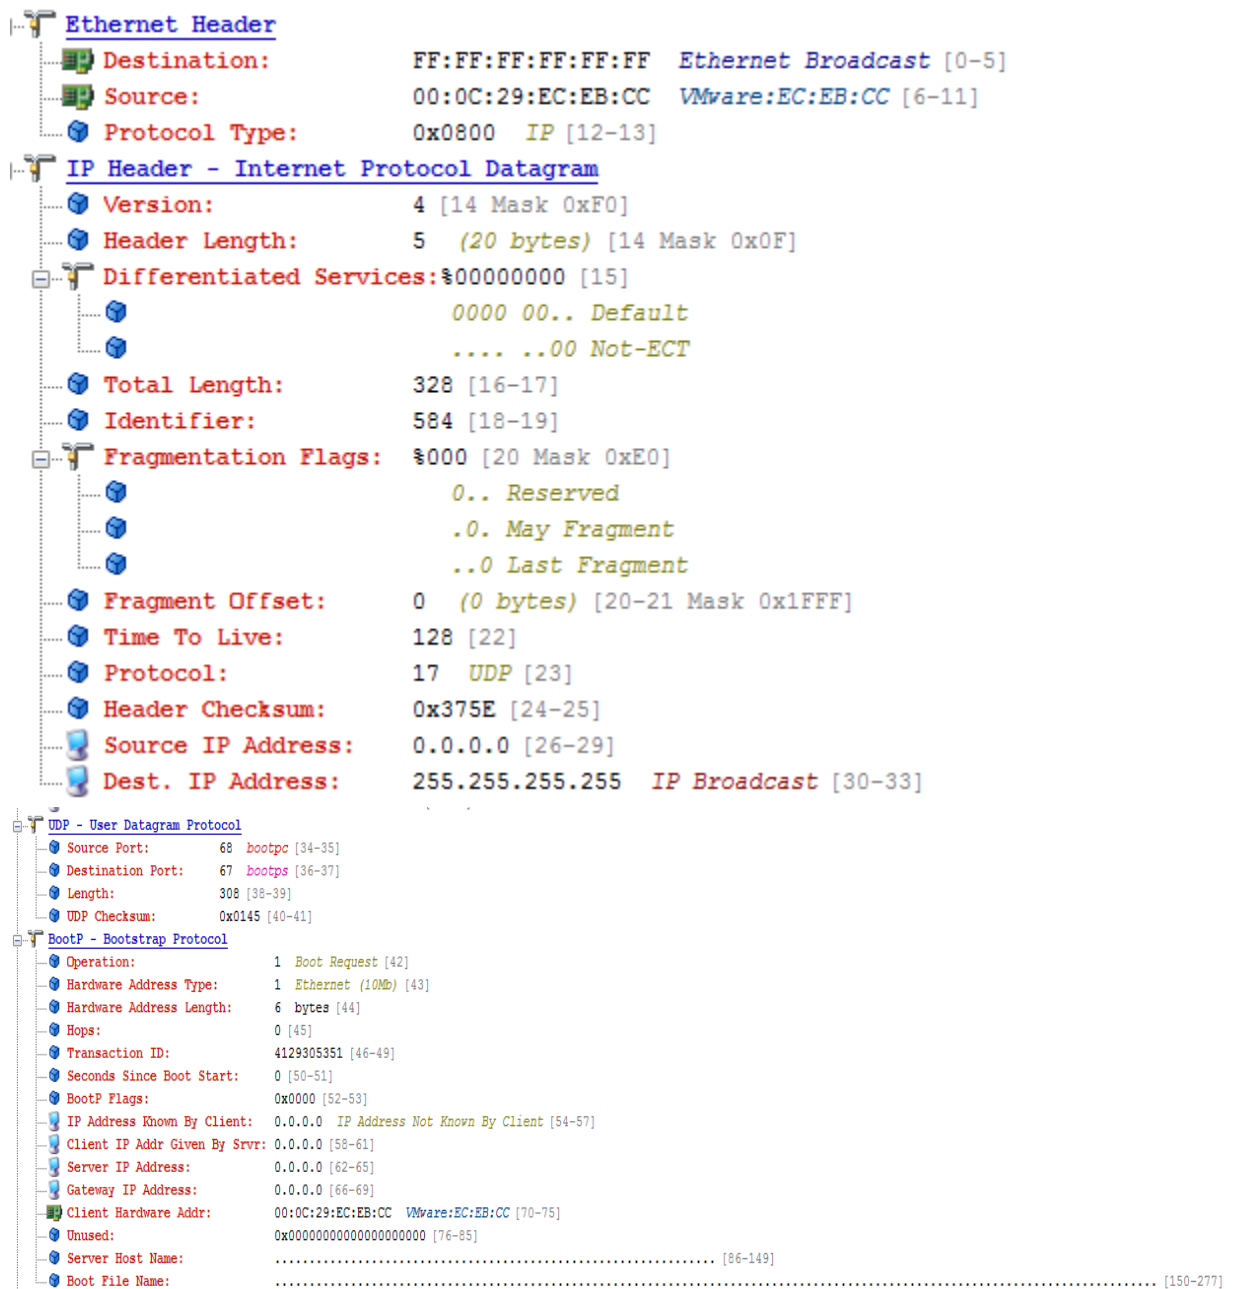 Ethernet Header
Destination: FF:FF:FF:FF:FF:FF Ethernet Broadcast [0-5]
Source: 00:0C:29:EC:EB:CC VMware:EC:EB:CC [6-11]
Protocol Type: 0x0800 IP [12-13]
IP Header - Internet Protocol Datagram
Version: 4 [14 Mask 0xF0]
Header Length: 5 (20 bytes) [14 Mask 0x0F]
Differentiated Services:%00000000 [15]
0000 00.. Default
.... ..00 Not-ECT
Total Length: 328 [16-17]
Identifier: 584 [18-19]
Fragmentation Flags: %000 [20 Mask 0xE0]
0.. Reserved
.0. May Fragment
..0 Last Fragment
Fragment Offset: 0 (0 bytes) [20-21 Mask 0x1FFF]
Time To Live: 128 [22]
Protocol: 17 UDP [23]
Header Checksum: 0x375E [24-25]
Source IP Address: 0.0.0.0 [26-29]
Dest. IP Address: 255.255.255.255 IP Broadcast [30-33]
UDP - User Datagram Protocol
Source Port: 68 bootpc [34-35]
Destination Port: 67 bootps [36-37]
Length: 308 [38-39]
UDP Checksum: 0x0145 [40-41]
BootP - Bootstrap Protocol
Operation: 1 Boot Request [42]
Hardware Address Type: 1 Ethernet (10Mb) [43]
Hardware Address Length: 6 bytes [44]
Hops: 0 [45]
Transaction ID: 4129305351 [46-49]
Seconds Since Boot Start: 0 [50-51]
BootP Flags: 0x0000 [52-53]
IP Address Known By Client: 0.0.0.0 IP Address Not Known By Client [54-57]
Client IP Addr Given By Srvr: 0.0.0.0 [58-61]
Server IP Address: 0.0.0.0 [62-65]
Gateway IP Address: 0.0.0.0 [66-69]
Client Hardware Addr: 00:0C:29:EC:EB:CC VMware:EC:EB:CC [70-75]
Unused: 0x00000000000000000000 [76-85]
Server Host Name: ................................................................ [86-149]
Boot File Name: ................................................................................................................................ [150-277]